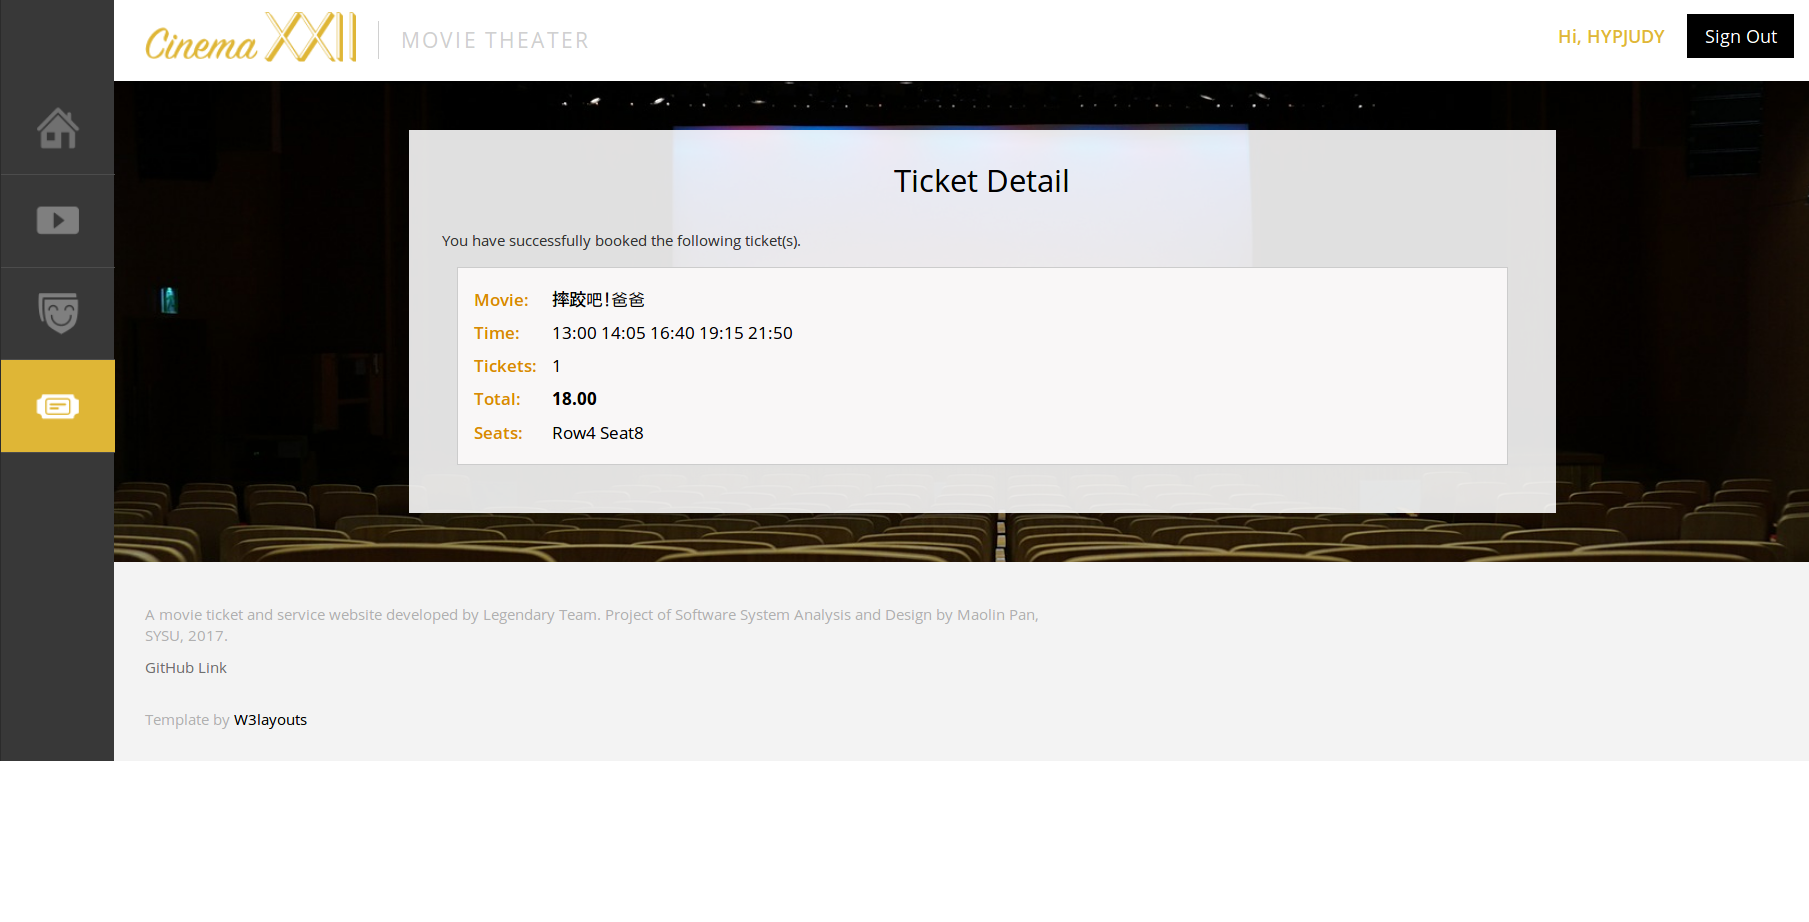 Cinema XXII MOVIE THEATER
Hi, HYPJUDY
Sign Out
Ticket Detail
You have successfully booked the following ticket(s).
Movie: 摔跤吧!爸爸
Time: 13:00 14:05 16:40 19:15 21:50
Tickets: 1
Total: 18.00
Seats: Row4 Seat8
A movie ticket and service website developed by Legendary Team. Project of Software System Analysis and Design by Maolin Pan,
SYSU, 2017.
GitHub Link
Template by W3layouts